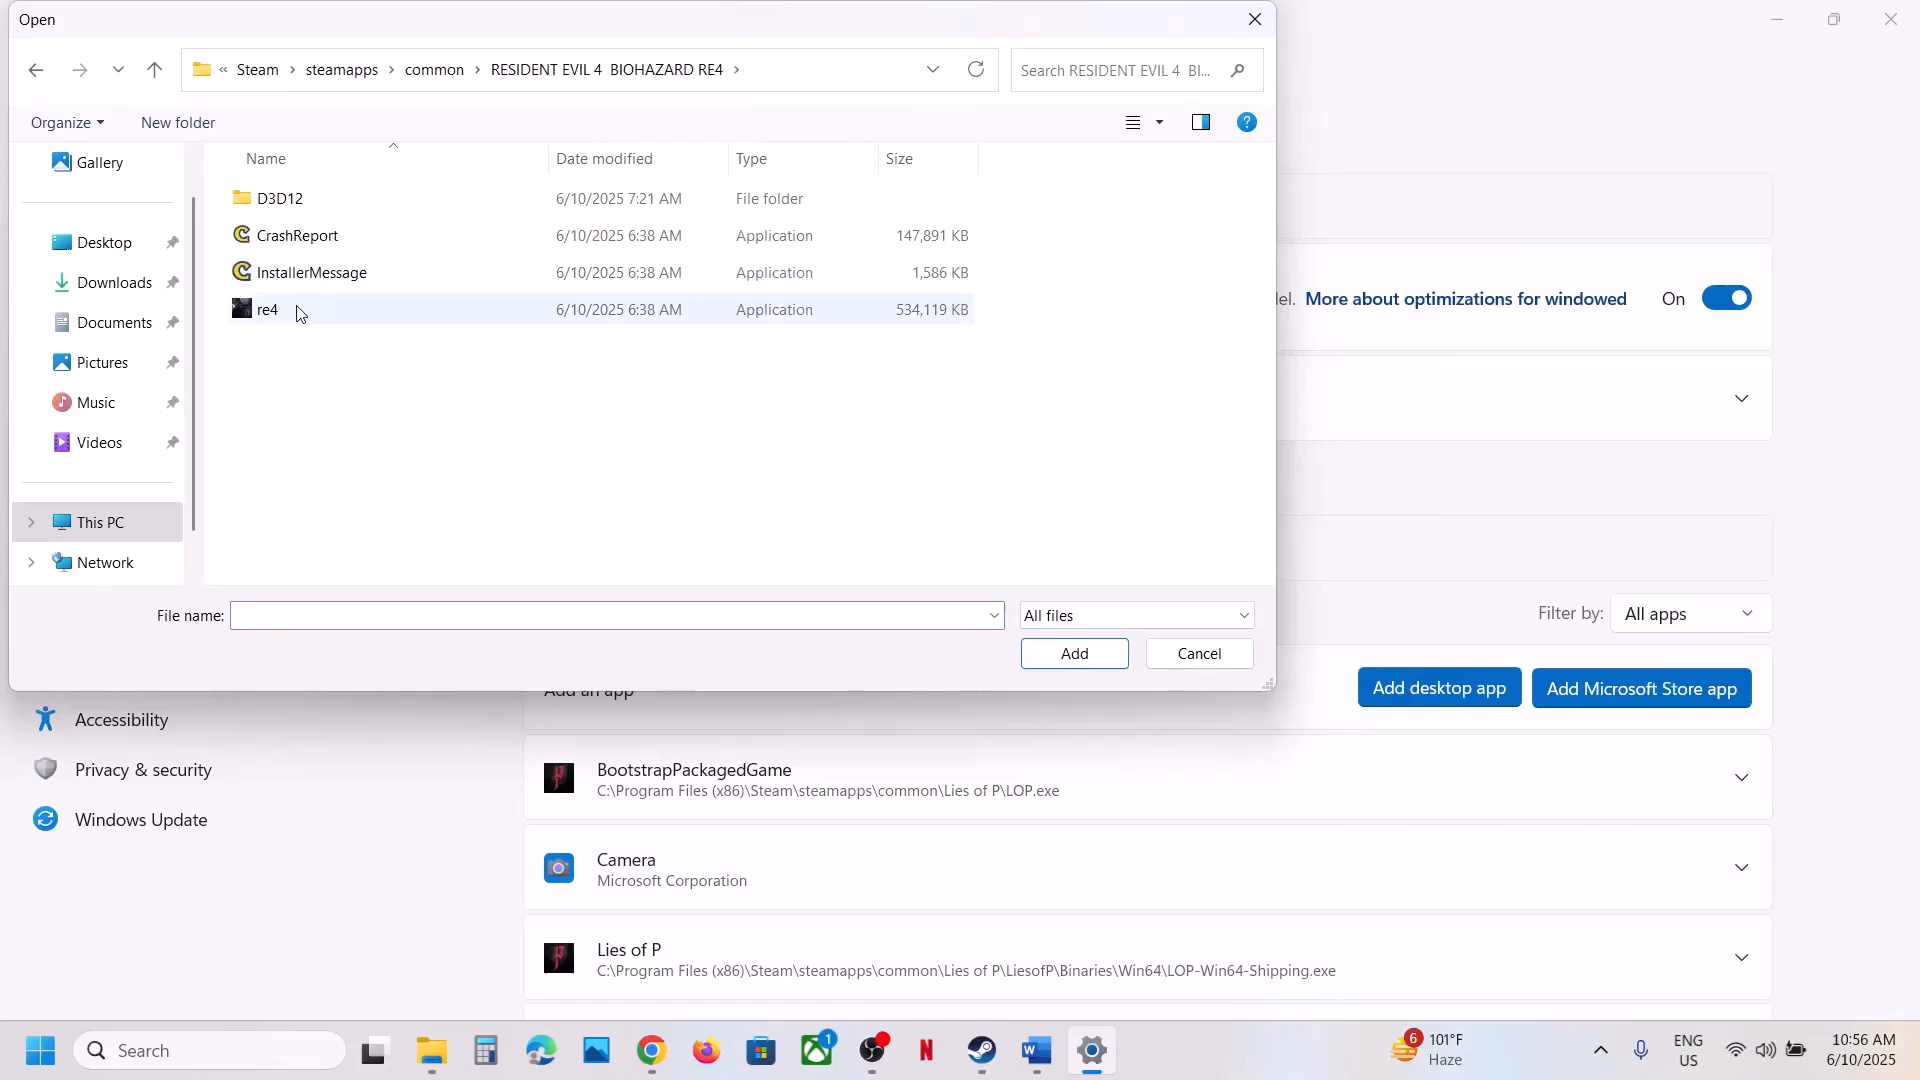 Open
« Steam > steamapps > common > RESIDENT EVIL 4 BIOHAZARD RE4 >
Search RESIDENT EVIL 4 BI...
Organize
New folder
Name
Date modified
Type
Size
Gallery
Desktop
Downloads
Documents
Pictures
Music
Videos
This PC
Network
D3D12 6/10/2025 7:21 AM File folder
CrashReport 6/10/2025 6:38 AM Application 147,891 KB
InstallerMessage 6/10/2025 6:38 AM Application 1,586 KB
re4 6/10/2025 6:38 AM Application 534,119 KB
File name:
All files
Add
Cancel
More about optimizations for windowed
On
Filter by:
All apps
Add an app
Add desktop app
Add Microsoft Store app
Accessibility
Privacy & security
Windows Update
BootstrapPackagedGame
C:\Program Files (x86)\Steam\steamapps\common\Lies of P\LOP.exe
Camera
Microsoft Corporation
Lies of P
C:\Program Files (x86)\Steam\steamapps\common\Lies of P\LiesofP\Binaries\Win64\LOP-Win64-Shipping.exe
Search
1
6
101°F
Haze
ENG
US
10:56 AM
6/10/2025